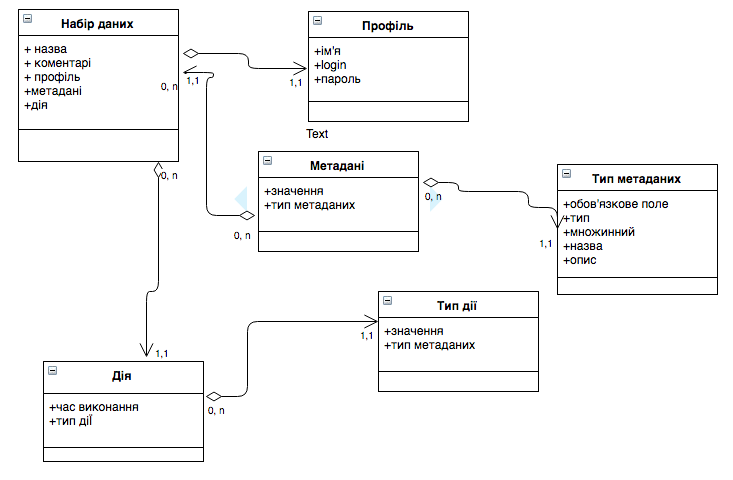 Набір даних
+ назва
+ коментарі
+ профіль
+метадані
+дія
0, n
1,1
1,1
Профіль
+ім'я
+login
+пароль
Text
0, n
Метадані
+значення
+тип метаданих
0, n
0, n
1,1
Тип метаданих
+обов'язкове поле
+тип
+множинний
+назва
+опис
Тип дії
+значення
+тип метаданих
1,1
1,1
Дія
+час виконання
+тип дії
0, n